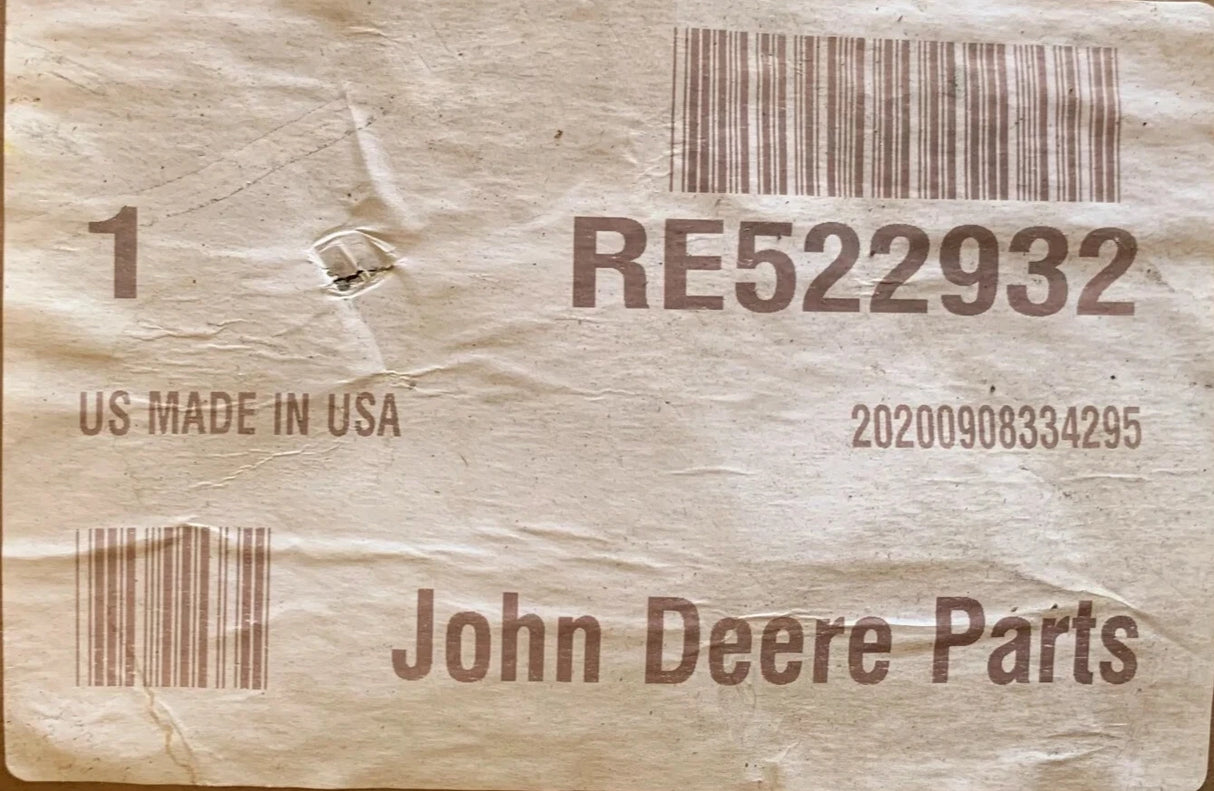 1
RE522932
US MADE IN USA
20200908334295
John Deere Parts